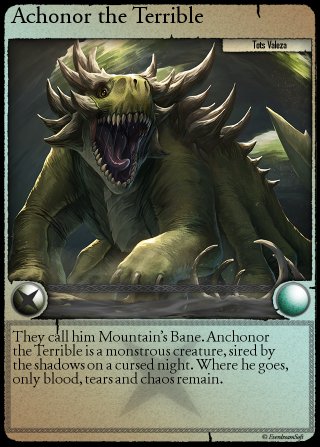 Achonor the Terrible
Tots Valeza
They call him Mountain's Bane. Anchonor
the Terrible is a monstrous creature, sired by
the shadows on a cursed night. Where he goes,
only blood, tears and chaos remain.
© EverdreamSoft